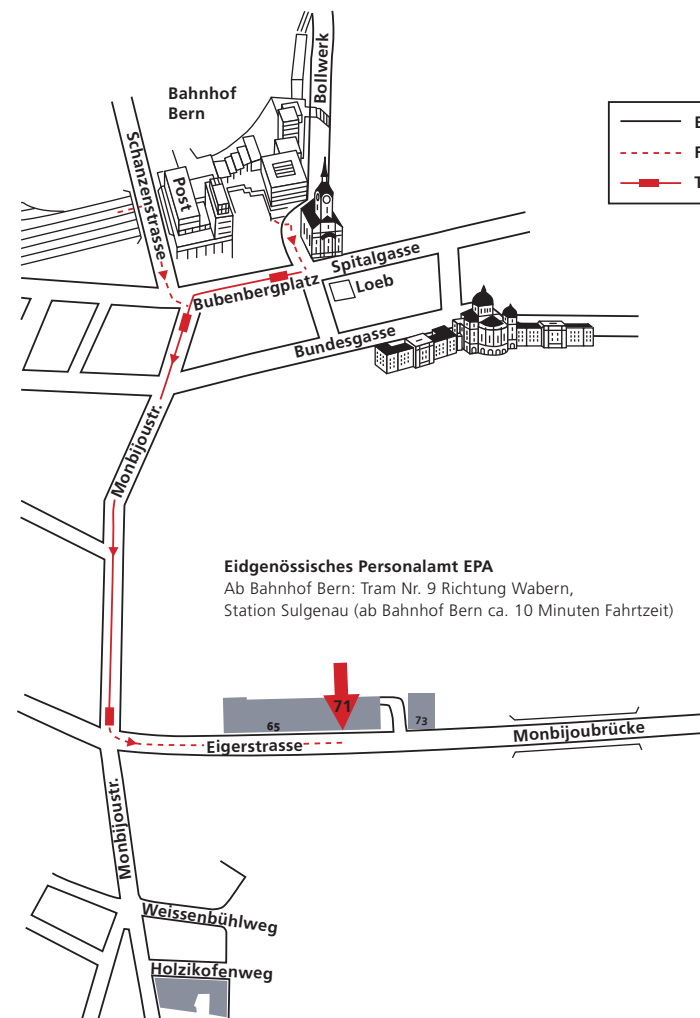 Bollwerk
Bahnhof
Bern
Schanzenstrasse
Post
Spitalgasse
Loeb
Bubenbergplatz
Bundesgasse
Monbijoustr.
Eidgenössisches Personalamt EPA
Ab Bahnhof Bern: Tram Nr. 9 Richtung Wabern,
Station Sulgenau (ab Bahnhof Bern ca. 10 Minuten Fahrtzeit)
71
65
73
Eigerstrasse
Monbijoubrücke
Monbijoustr.
Weissenbühlweg
Holzikofenweg